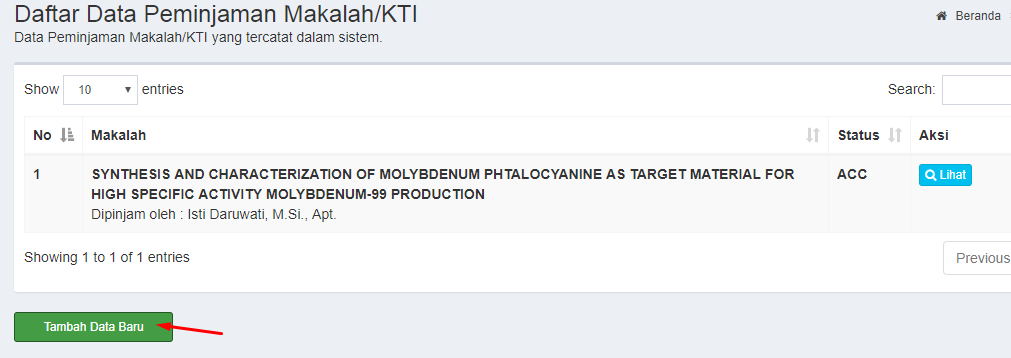 Daftar Data Peminjaman Makalah/KTI
Beranda
Data Peminjaman Makalah/KTI yang tercatat dalam sistem.
Show 10 entries
Search:
No Makalah Status Aksi
1 SYNTHESIS AND CHARACTERIZATION OF MOLYBDENUM PHTALOCYANINE AS TARGET MATERIAL FOR ACC Lihat
HIGH SPECIFIC ACTIVITY MOLYBDENUM-99 PRODUCTION
Dipinjam oleh : Isti Daruwati, M.Si., Apt.
Showing 1 to 1 of 1 entries
Previous
Tambah Data Baru